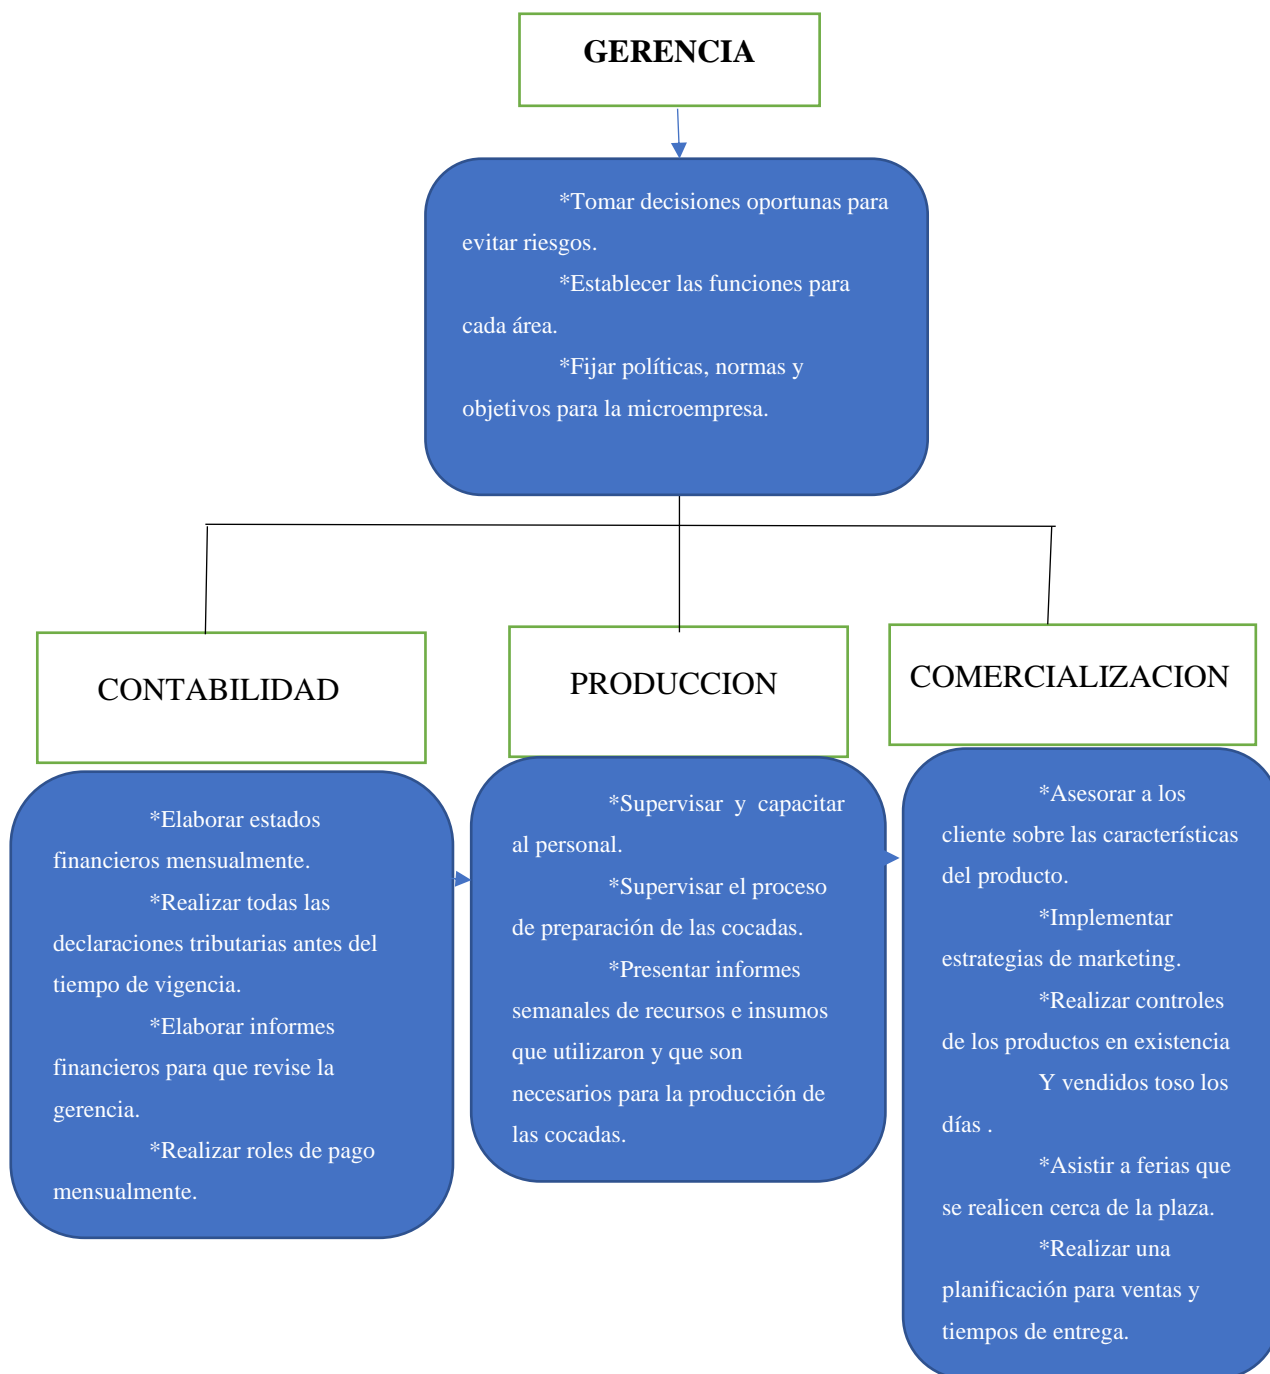 GERENCIA
*Tomar decisiones oportunas para
evitar riesgos.
*Establecer las funciones para
cada área.
*Fijar políticas, normas y
objetivos para la microempresa.
CONTABILIDAD
*Elaborar estados
financieros mensualmente.
*Realizar todas las
declaraciones tributarias antes del
tiempo de vigencia.
*Elaborar informes
financieros para que revise la
gerencia.
*Realizar roles de pago
mensualmente.
PRODUCCION
*Supervisar y capacitar
al personal.
*Supervisar el proceso
de preparación de las cocadas.
*Presentar informes
semanales de recursos e insumos
que utilizaron y que son
necesarios para la producción de
las cocadas.
COMERCIALIZACION
*Asesorar a los
cliente sobre las características
del producto.
*Implementar
estrategias de marketing.
*Realizar controles
de los productos en existencia
Y vendidos toso los
días .
*Asistir a ferias que
se realicen cerca de la plaza.
*Realizar una
planificación para ventas y
tiempos de entrega.